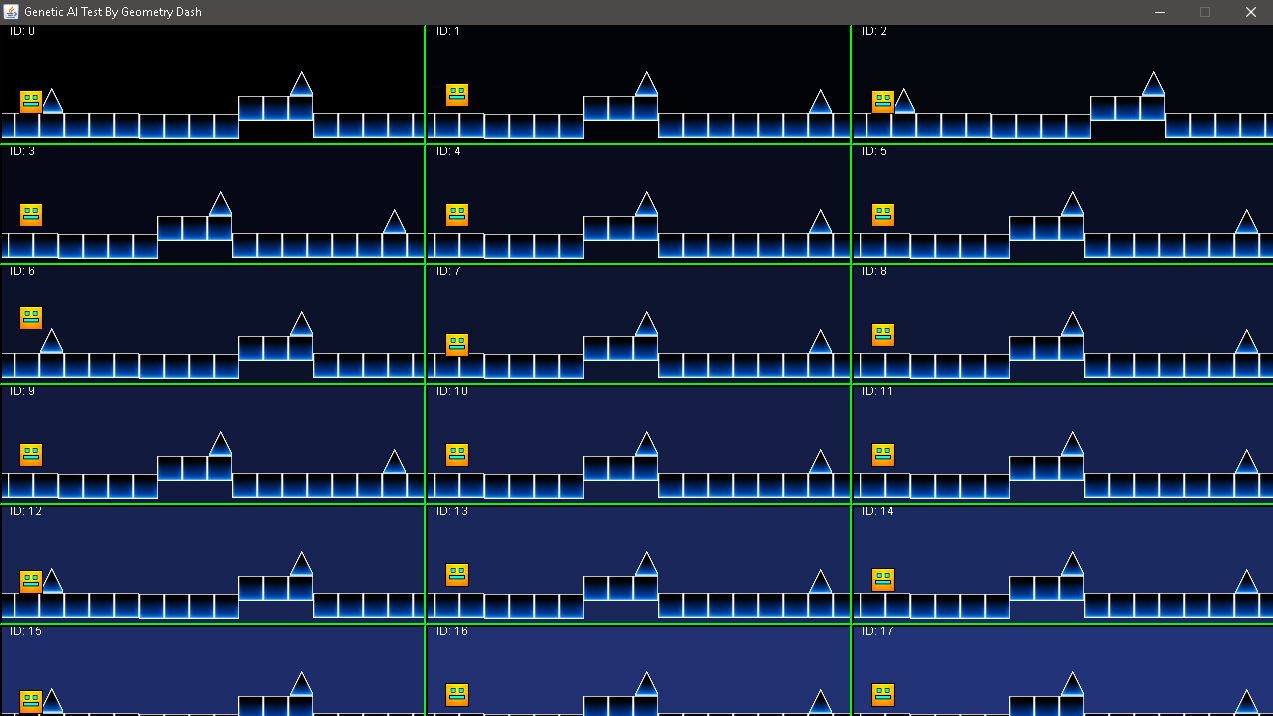 Genetic AI Test By Geometry Dash
ID: 0
ID: 1
ID: 2
ID: 3
ID: 4
ID: 5
ID: 6
ID: 7
ID: 8
ID: 9
ID: 10
ID: 11
ID: 12
ID: 13
ID: 14
ID: 15
ID: 16
ID: 17